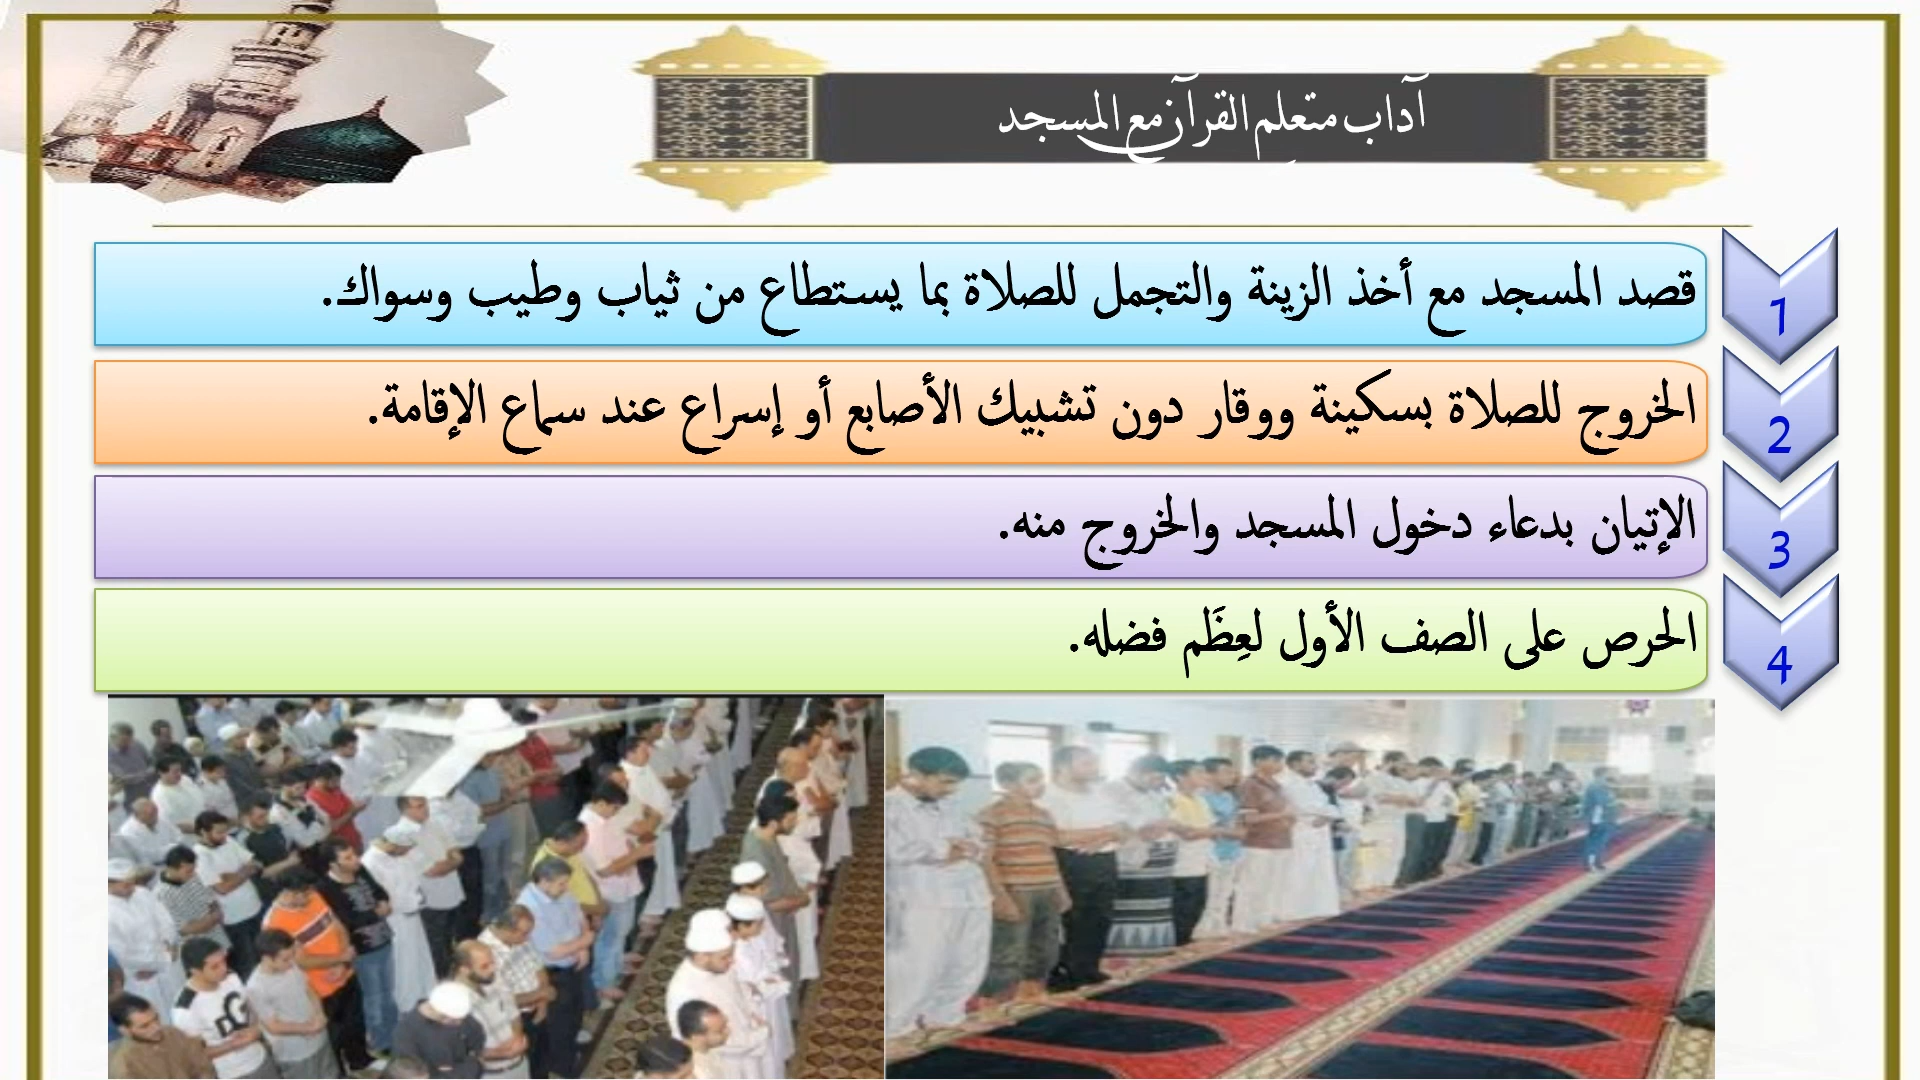 آداب متعلم القرآن مع المسجد
1
قصد المسجد مع أخذ الزينة والتجمل للصلاة بما يستطاع من ثياب وطيب وسواك.
2
الخروج للصلاة بسكينة ووقار دون تشبيك الأصابع أو إسراع عند سماع الإقامة.
3
الإتيان بدعاء دخول المسجد والخروج منه.
4
الحرص على الصف الأول لعِظَم فضله.